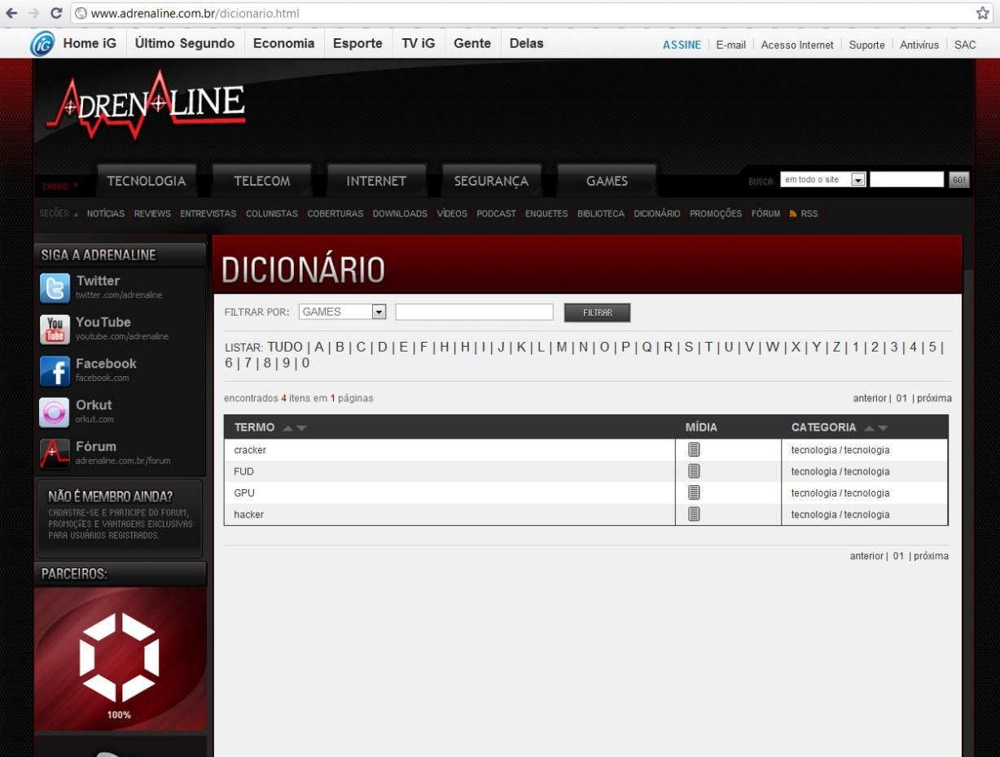 www.adrenaline.com.br/dicionario.html
iG Home iG Último Segundo Economia Esporte TV iG Gente Delas ASSINE E-mail Acesso Internet Suporte Antivírus SAC
ADRENALINE
CANAIS: TECNOLOGIA TELECOM INTERNET SEGURANÇA GAMES BUSCA: em todo o site GO!
SEÇÕES: NOTÍCIAS REVIEWS ENTREVISTAS COLUNISTAS COBERTURAS DOWNLOADS VÍDEOS PODCAST ENQUETES BIBLIOTECA DICIONÁRIO PROMOÇÕES FÓRUM RSS
SIGA A ADRENALINE
Twitter
twitter.com/adrenaline
You Tube
YouTube
youtube.com/adrenaline
Facebook
facebook.com
Orkut
orkut.com
Fórum
adrenaline.com.br/forum
NÃO É MEMBRO AINDA?
CADASTRE-SE E PARTICIPE DO FORUM,
PROMOÇÕES E VANTAGENS EXCLUSIVAS
PARA USUÁRIOS REGISTRADOS.
PARCEIROS:
100%
DICIONÁRIO
FILTRAR POR: GAMES FILTRAR
LISTAR: TUDO | A | B | C | D | E | F | H | H | I | J | K | L | M | N | O | P | Q | R | S | T | U | V | W | X | Y | Z | 1 | 2 | 3 | 4 | 5 |
6 | 7 | 8 | 9 | 0
encontrados 4 itens em 1 páginas anterior | 01 | próxima
TERMO MÍDIA CATEGORIA
cracker tecnologia / tecnologia
FUD tecnologia / tecnologia
GPU tecnologia / tecnologia
hacker tecnologia / tecnologia
anterior | 01 | próxima